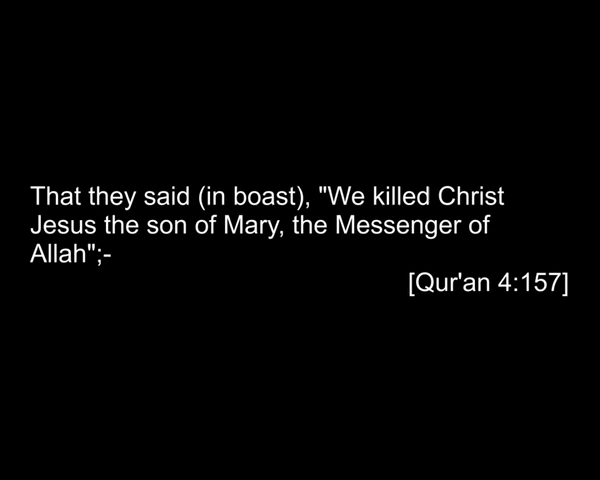 That they said (in boast), "We killed Christ
Jesus the son of Mary, the Messenger of
Allah";-
[Qur'an 4:157]